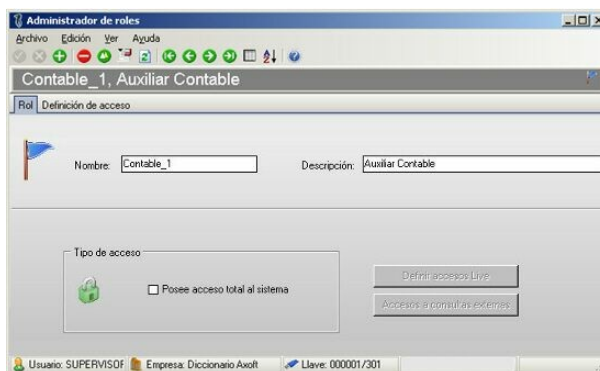 Administrador de roles
Archivo Edición Ver Ayuda
Contable_1, Auxiliar Contable
Rol Definición de acceso
Nombre: Contable_1 Descripción: Auxiliar Contable
Tipo de acceso
Posee acceso total al sistema
Definir accesos Live
Accesos a consultas externas
Usuario: SUPERVISOR Empresa: Diccionario Axoft Llave: 000001/301